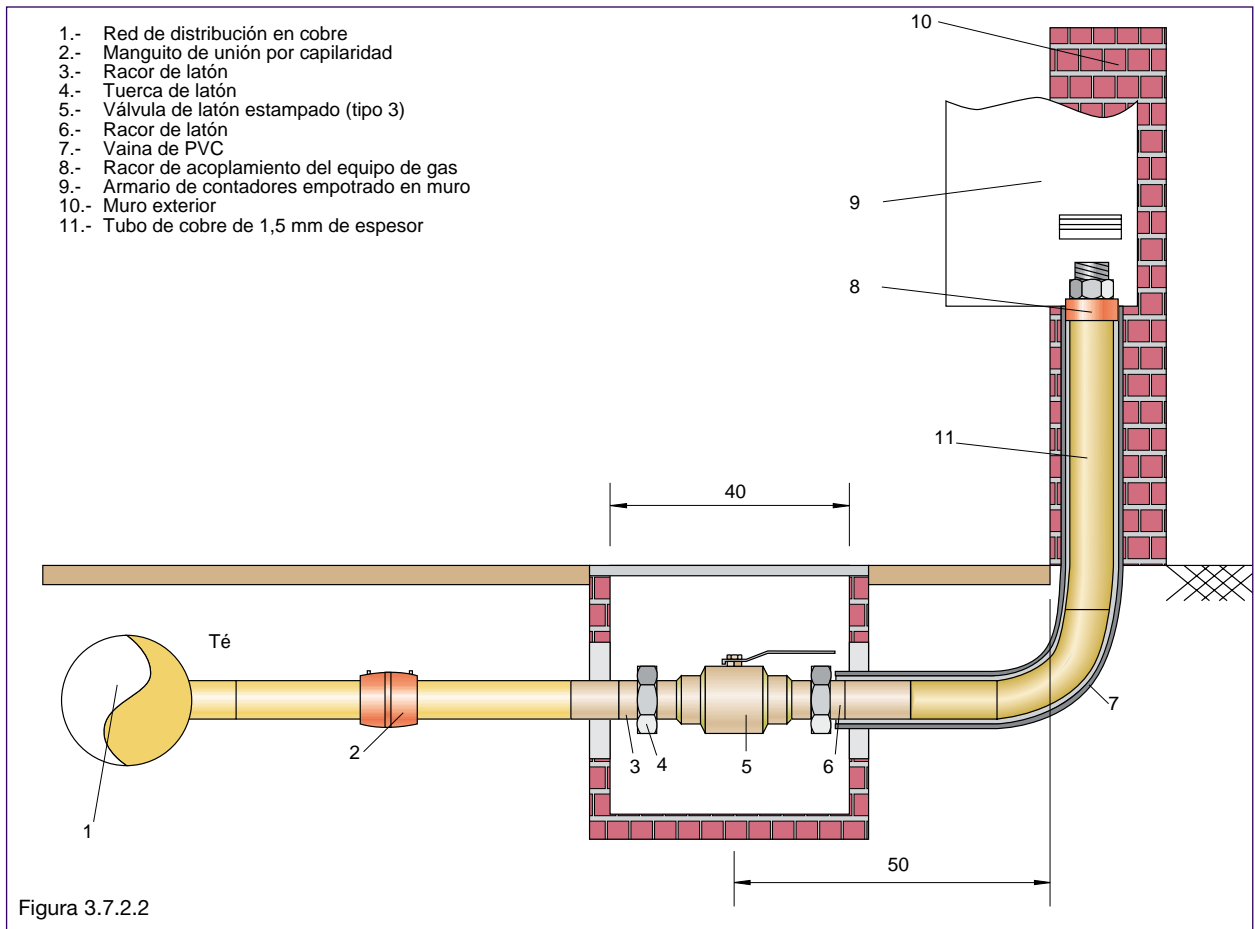 1.- Red de distribución en cobre
2.- Manguito de unión por capilaridad
3.- Racor de latón
4.- Tuerca de latón
5.- Válvula de latón estampado (tipo 3)
6.- Racor de latón
7.- Vaina de PVC
8.- Racor de acoplamiento del equipo de gas
9.- Armario de contadores empotrado en muro
10.- Muro exterior
11.- Tubo de cobre de 1,5 mm de espesor
10
9
8
11
40
Té
7
2
3
4
5
6
1
50
Figura 3.7.2.2